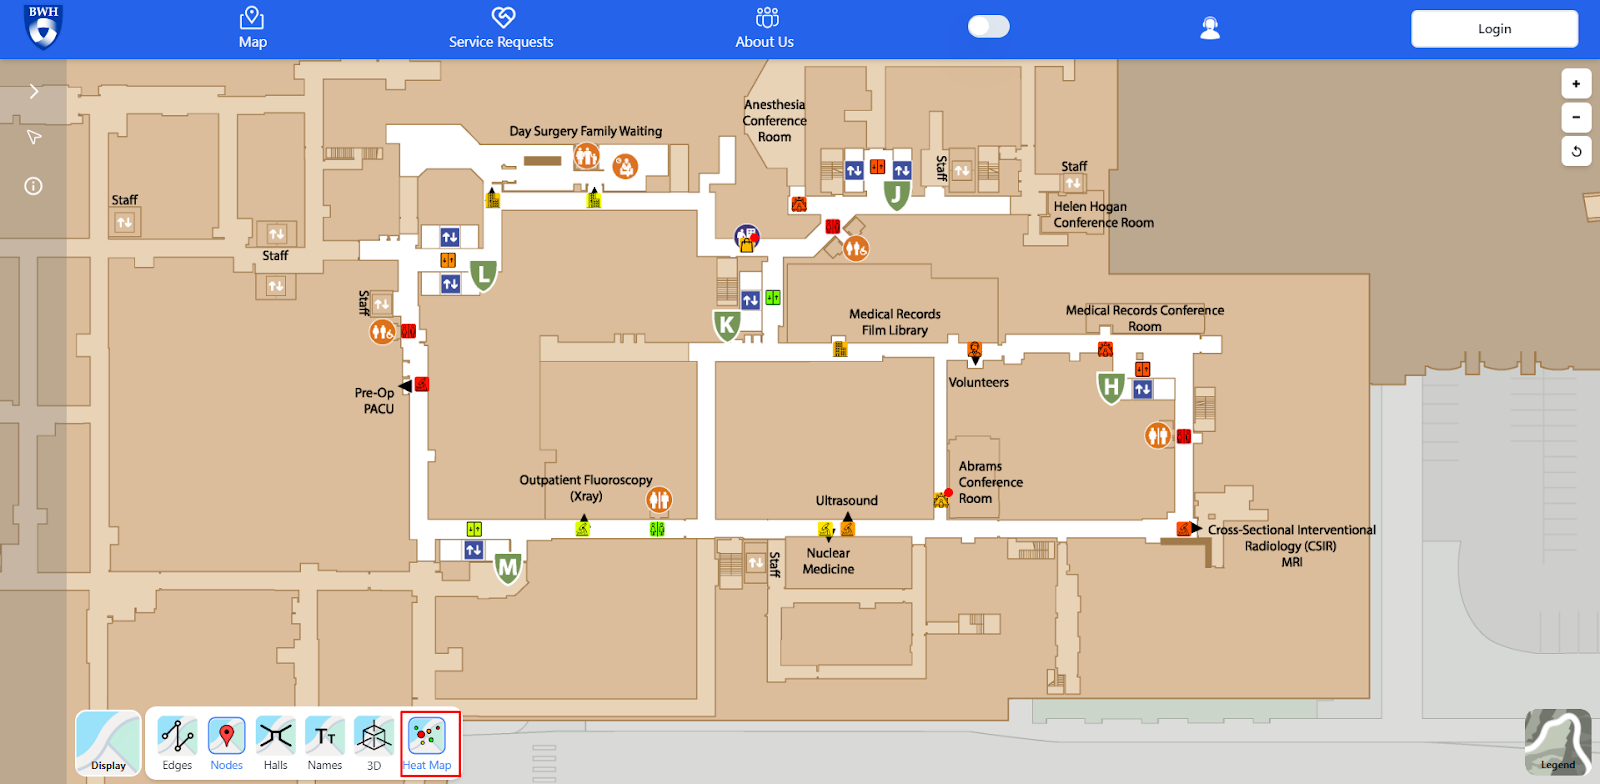 BWH
Map
Service Requests
About Us
Login
Anesthesia
Conference
Room
Day Surgery Family Waiting
Staff
Staff
Staff
Helen Hogan
Conference Room
Staff
J
L
Staff
K
Medical Records
Film Library
Medical Records Conference
Room
Volunteers
H
Pre-Op
PACU
Outpatient Fluoroscopy
(Xray)
Ultrasound
Abrams
Conference
Room
Cross-Sectional Interventional
Radiology (CSIR)
MRI
Nuclear
Medicine
Staff
M
Display
Edges
Nodes
Halls
TT
Names
3D
Heat Map
Legend